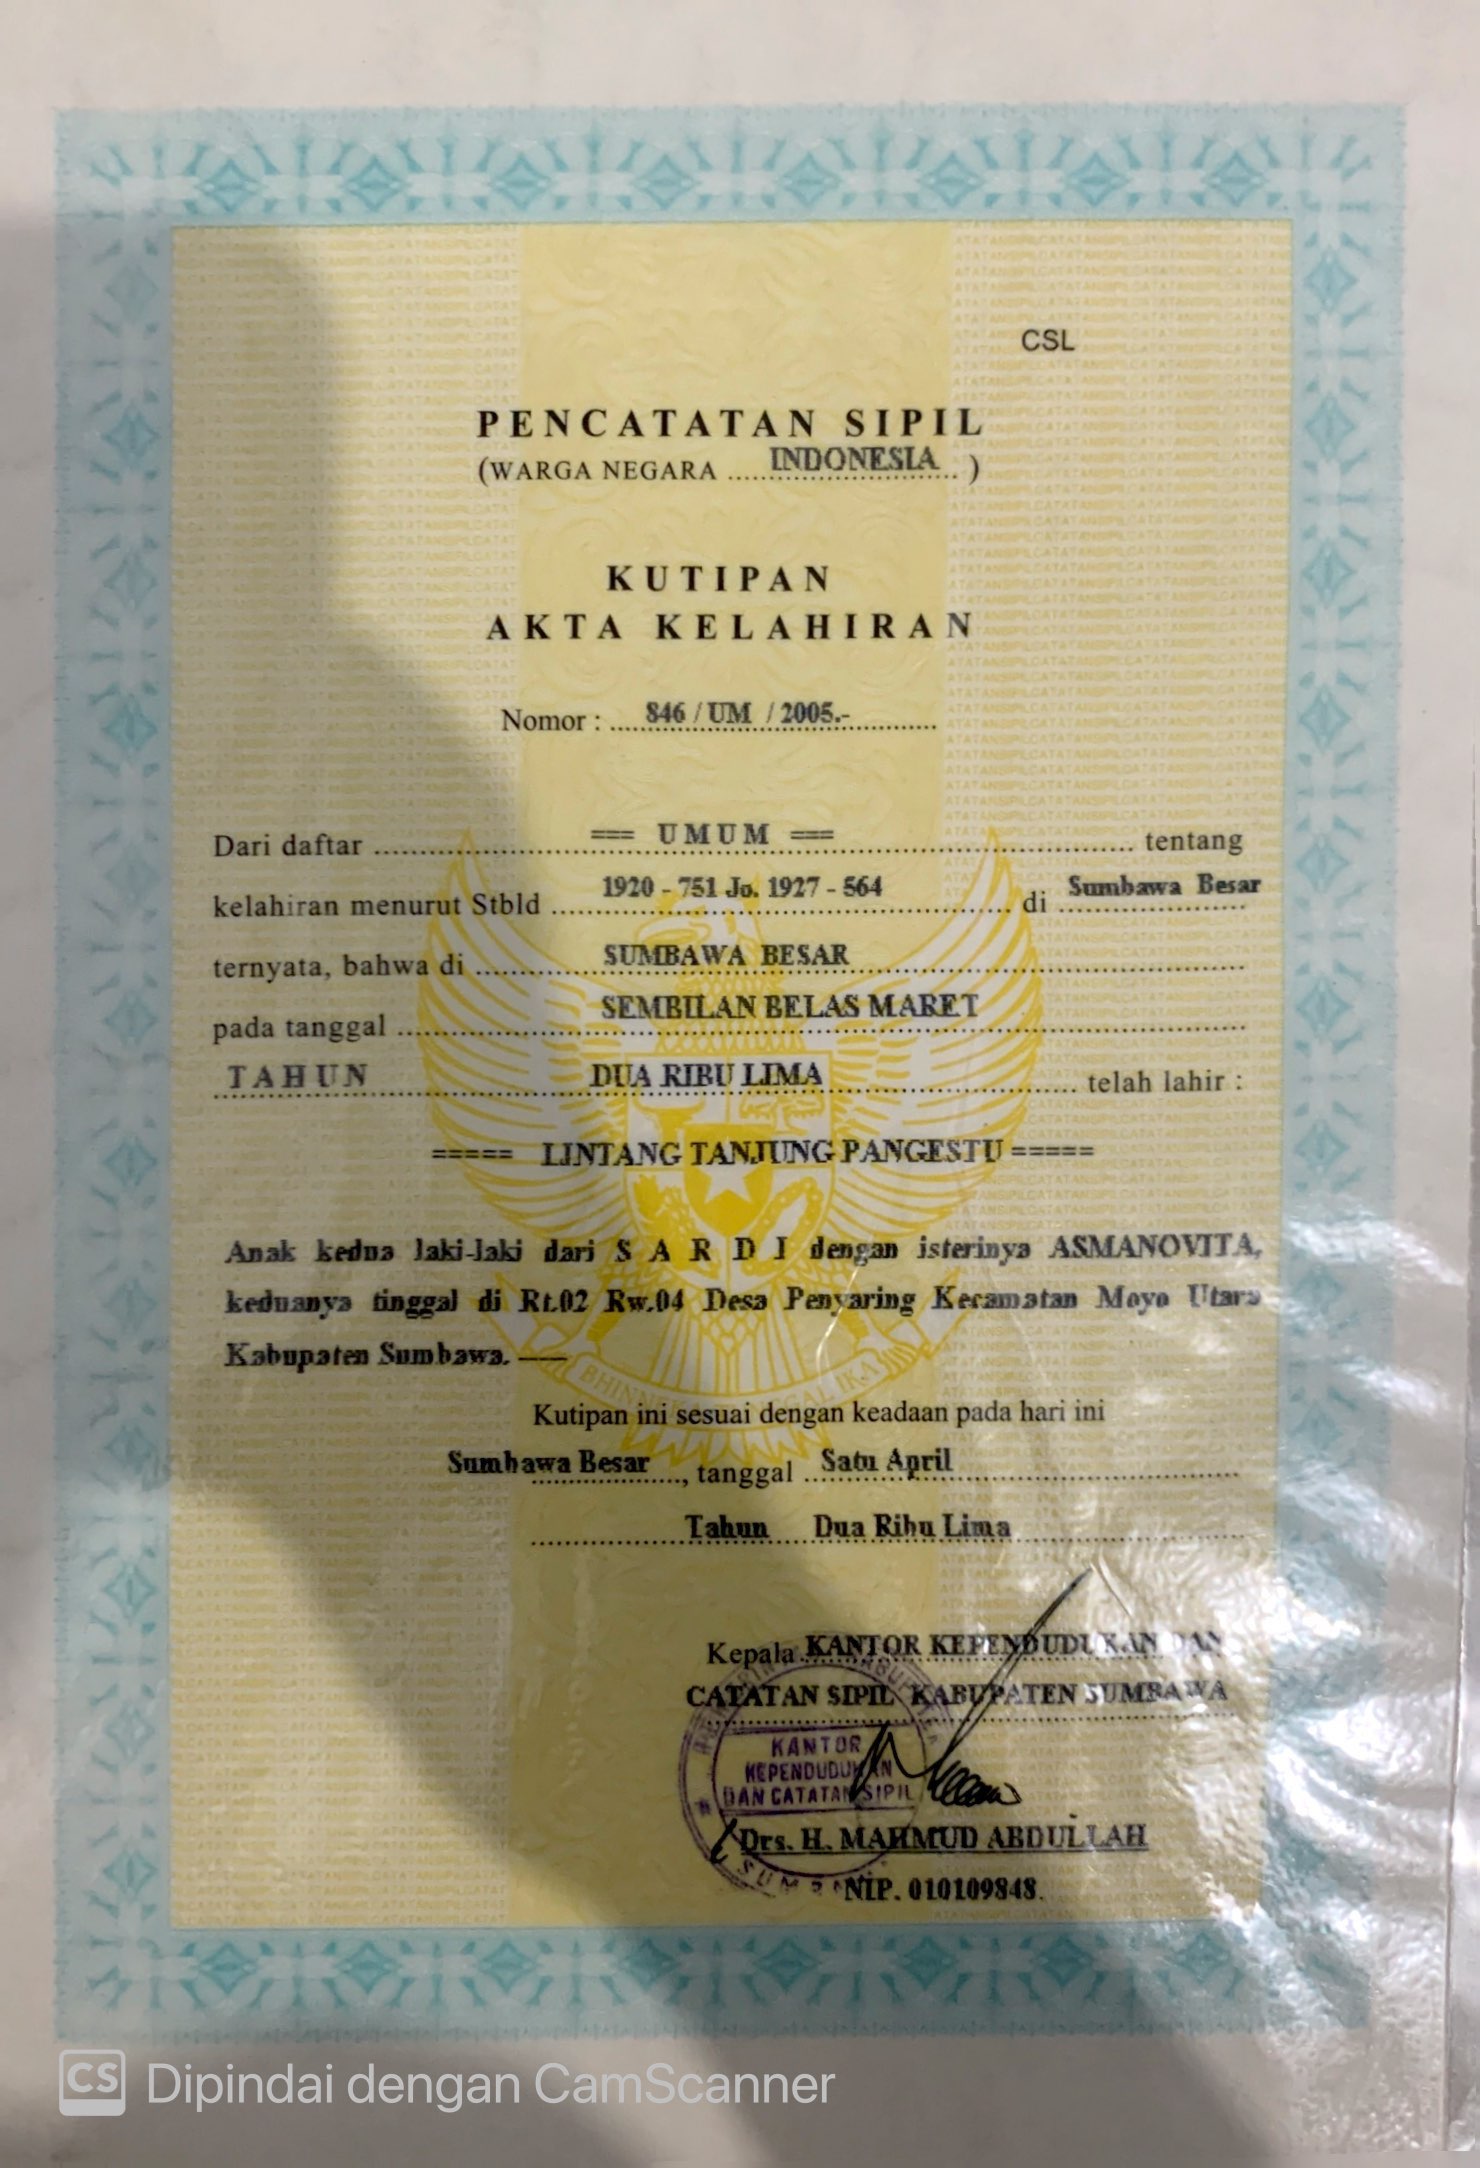 CSL
PENCATATAN SIPIL
(WARGA NEGARA INDONESIA)
KUTIPAN
AKTA KELAHIRAN
Nomor : 846 / UM / 2005.-
Dari daftar === UMUM === tentang
kelahiran menurut Stbld 1920 - 751 Jo. 1927 - 564 di Sumbawa Besar
ternyata, bahwa di SUMBAWA BESAR
pada tanggal SEMBILAN BELAS MARET
TAHUN DUA RIBU LIMA telah lahir :
===== LINTANG TANJUNG PANGESTU =====
Anak kedua laki-laki dari S A R D I dengan isterinya ASMANOVITA,
keduanya tinggal di Rt.02 Rw.04 Desa Penyaring Kecamatan Moyo Utara
Kabupaten Sumbawa. ——
Kutipan ini sesuai dengan keadaan pada hari ini
Sumbawa Besar, tanggal Satu April
Tahun Dua Ribu Lima
Kepala KANTOR KEPENDUDUKAN DAN
CATATAN SIPIL KABUPATEN SUMBAWA
KANTOR
KEPENDUDUKAN
DAN CATATAN SIPIL
Drs. H. MAHMUD ABDULLAH
NIP. 010109848.
CS Dipindai dengan CamScanner